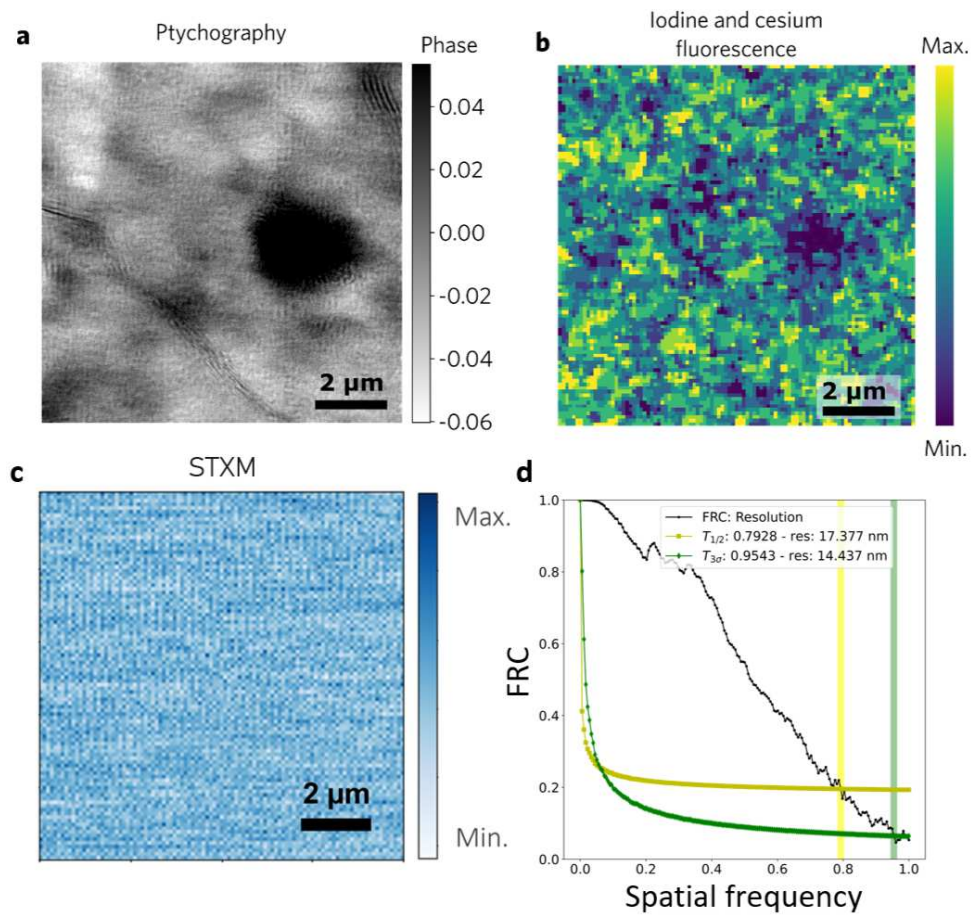 a
Ptychography
Phase
0.04
0.02
0.00
-0.02
-0.04
-0.06
2 µm
b
Iodine and cesium
fluorescence
Max.
Min.
2 µm
c
STXM
Max.
Min.
2 µm
d
FRC: Resolution
T1/2: 0.7928 - res: 17.377 nm
T3σ: 0.9543 - res: 14.437 nm
FRC
1.0
0.8
0.6
0.4
0.2
0.0
0.0 0.2 0.4 0.6 0.8 1.0
Spatial frequency